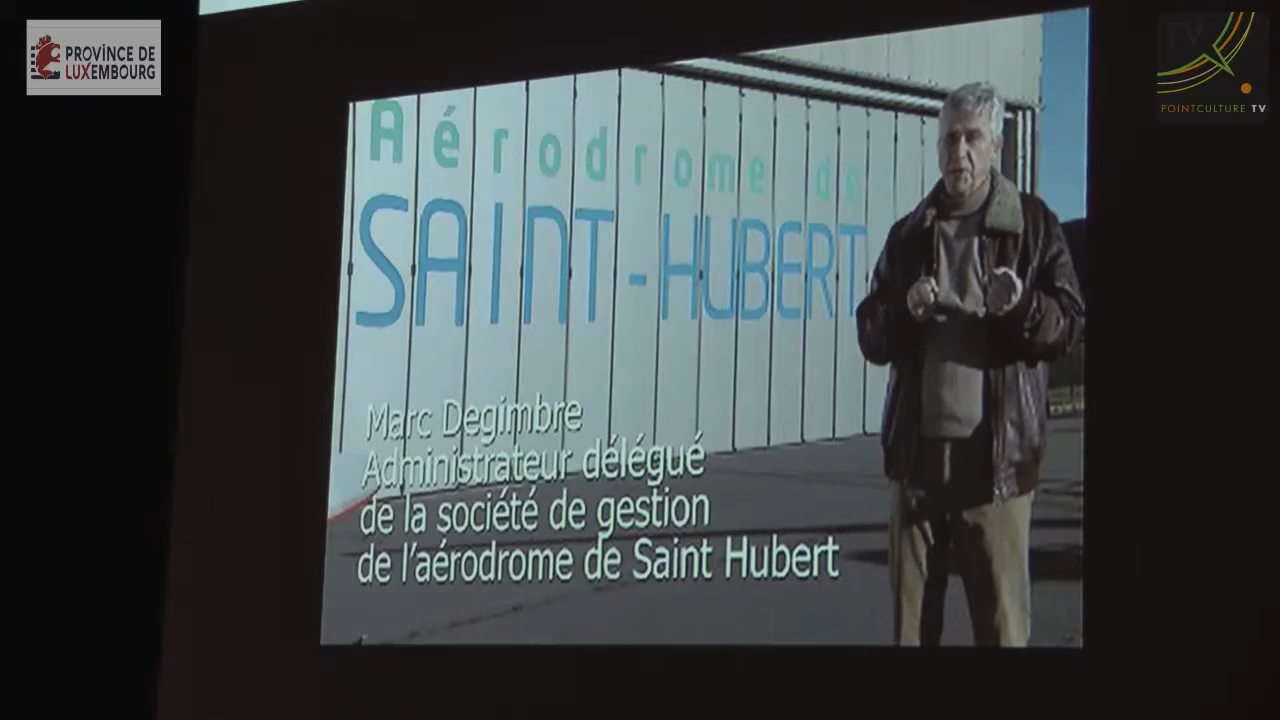 PROVINCE DE
LUXEMBOURG
TV
POINTCULTURE TV
Aérodrome de
SAINT-HUBERT
Marc Degimbre
Administrateur délégué
de la société de gestion
de l'aérodrome de Saint Hubert